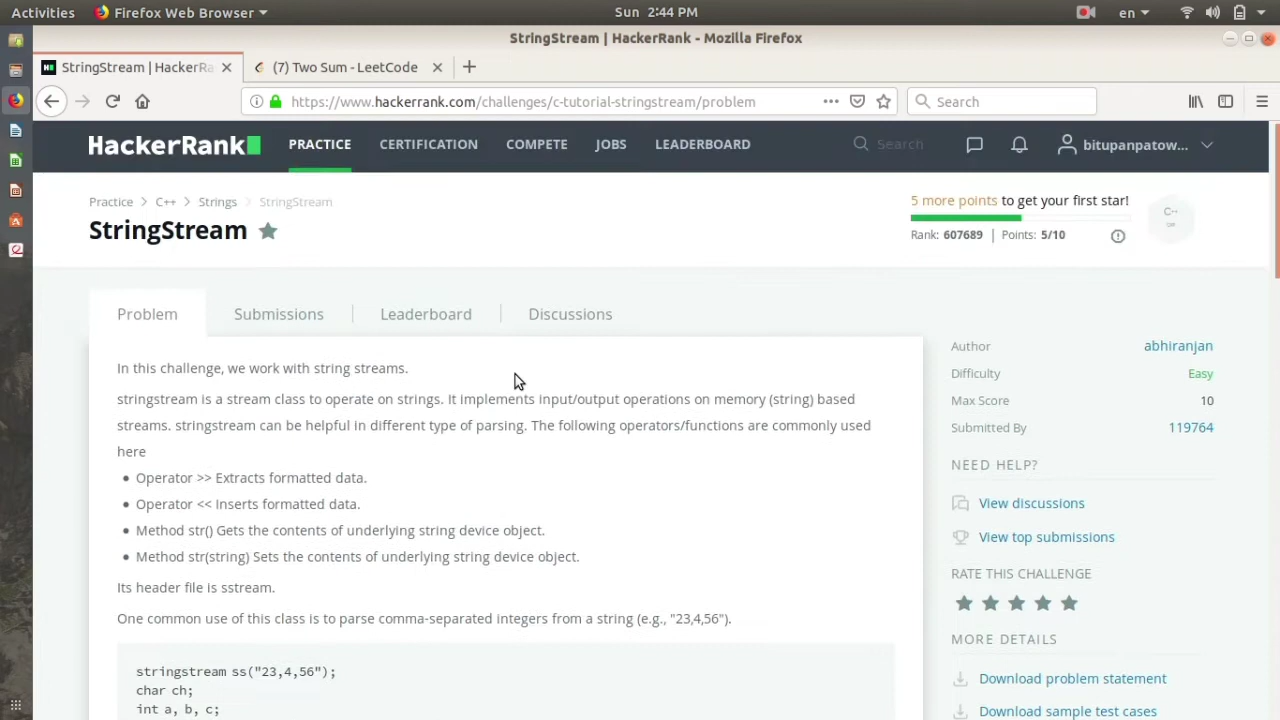 Activities Firefox Web Browser Sun 2:44 PM en
StringStream | HackerRank - Mozilla Firefox
StringStream | HackerRa (7) Two Sum - LeetCode
https://www.hackerrank.com/challenges/c-tutorial-stringstream/problem Search
HackerRank PRACTICE CERTIFICATION COMPETE JOBS LEADERBOARD Search bitupanpatow...
Practice > C++ > Strings > StringStream
5 more points to get your first star!
StringStream
Rank: 607689 | Points: 5/10
C++
Problem Submissions Leaderboard Discussions
In this challenge, we work with string streams.
stringstream is a stream class to operate on strings. It implements input/output operations on memory (string) based
streams. stringstream can be helpful in different type of parsing. The following operators/functions are commonly used
here
• Operator >> Extracts formatted data.
• Operator << Inserts formatted data.
• Method str() Gets the contents of underlying string device object.
• Method str(string) Sets the contents of underlying string device object.
Its header file is sstream.
One common use of this class is to parse comma-separated integers from a string (e.g., "23,4,56").
stringstream ss("23,4,56");
char ch;
int a, b, c;
Author abhiranjan
Difficulty Easy
Max Score 10
Submitted By 119764
NEED HELP?
View discussions
View top submissions
RATE THIS CHALLENGE
MORE DETAILS
Download problem statement
Download sample test cases